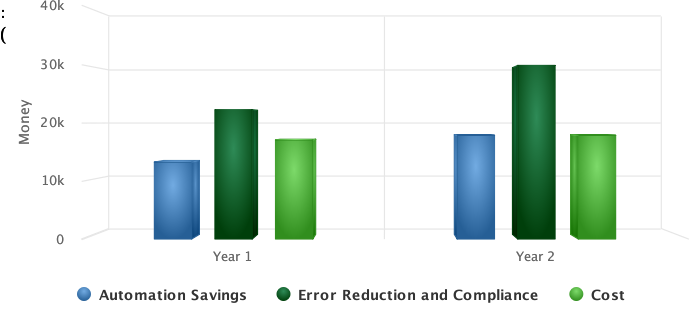 :
(
40k
30k
20k
10k
0
Money
Year 1
Year 2
Automation Savings
Error Reduction and Compliance
Cost